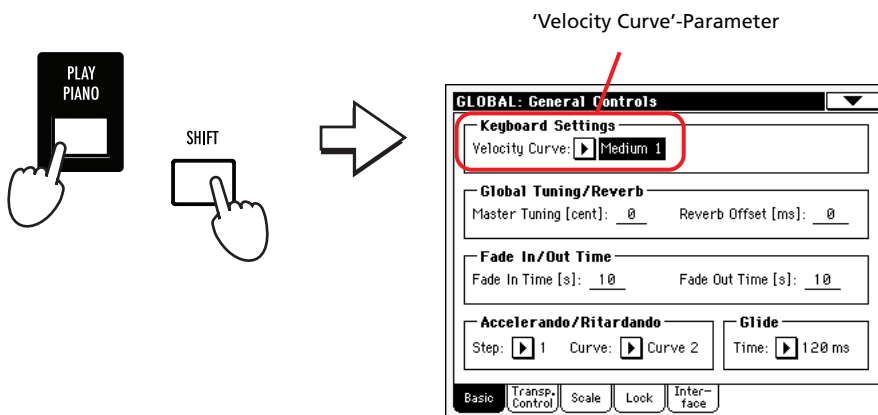 'Velocity Curve'-Parameter
PLAY
PIANO
SHIFT
GLOBAL: General Controls
Keyboard Settings
Velocity Curve: Medium 1
Global Tuning/Reverb
Master Tuning [cent]: 0 Reverb Offset [ms]: 0
Fade In/Out Time
Fade In Time [s]: 10 Fade Out Time [s]: 10
Accelerando/Ritardando Glide
Step: 1 Curve: Curve 2 Time: 120 ms
Basic Transp. Control Scale Lock Inter-face